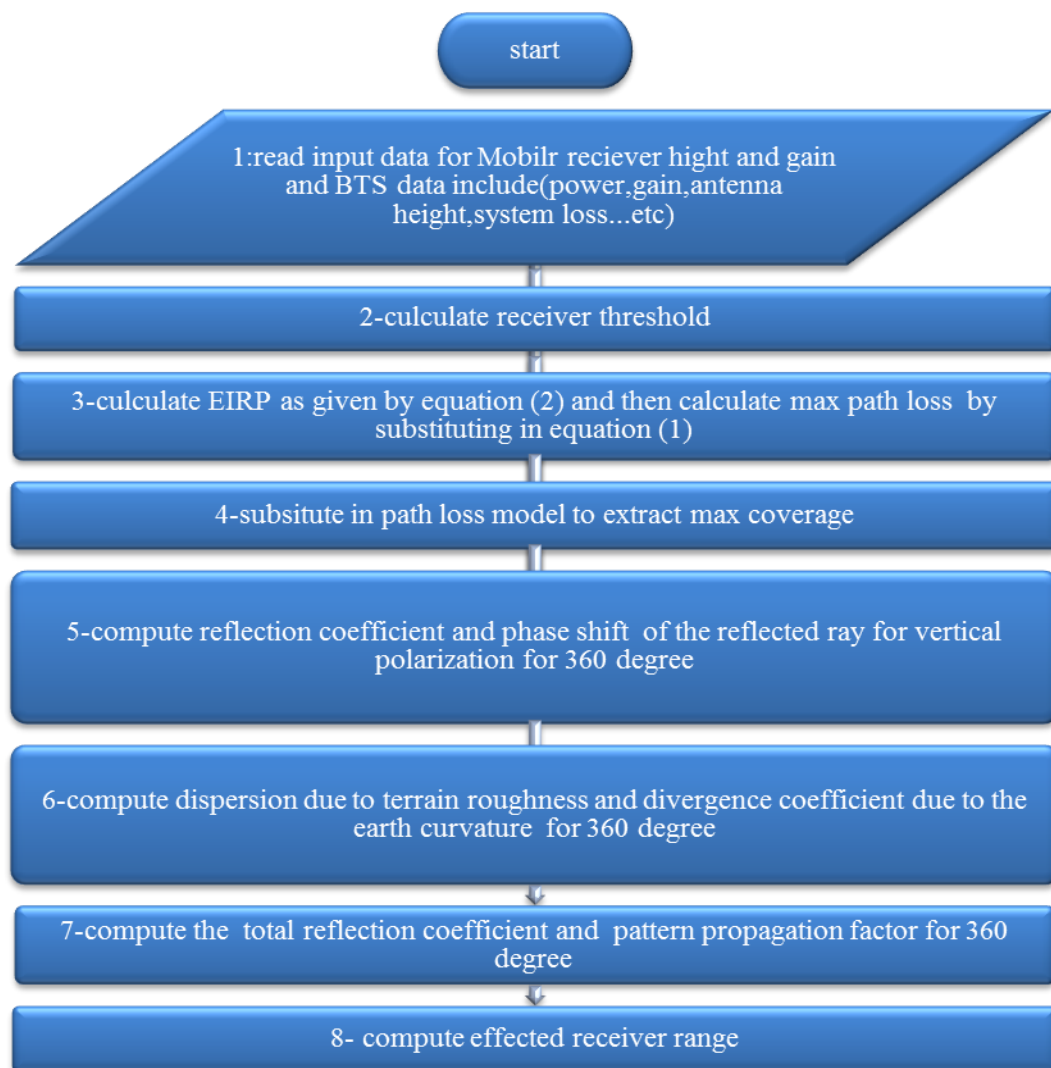 start
1:read input data for Mobilr reciever hight and gain
and BTS data include(power,gain,antenna
height,system loss...etc)
2-culculate receiver threshold
3-culculate EIRP as given by equation (2) and then calculate max path loss by
substituting in equation (1)
4-subsitute in path loss model to extract max coverage
5-compute reflection coefficient and phase shift of the reflected ray for vertical
polarization for 360 degree
6-compute dispersion due to terrain roughness and divergence coefficient due to the
earth curvature for 360 degree
7-compute the total reflection coefficient and pattern propagation factor for 360
degree
8- compute effected receiver range